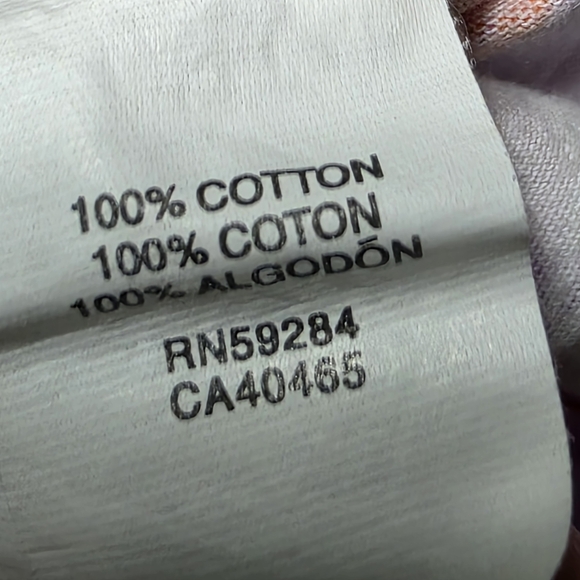 100% COTTON
100% COTON
100% ALGODÓN
RN59284
CA40465